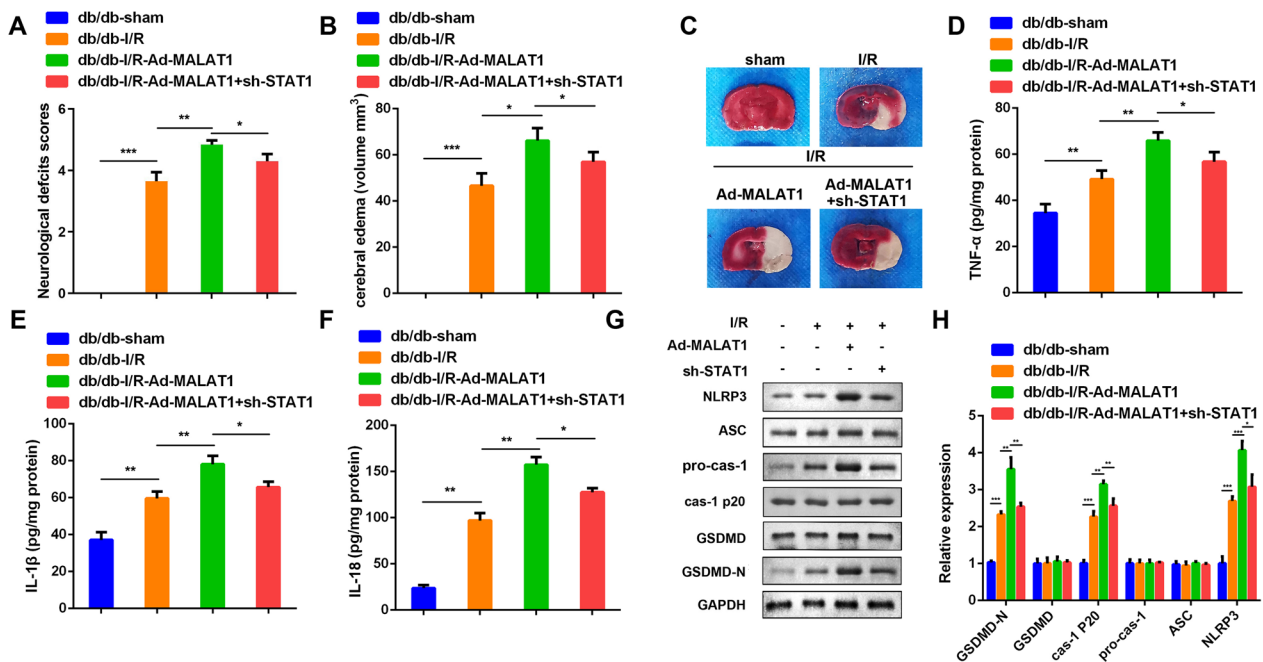 A
db/db-sham
db/db-I/R
db/db-I/R-Ad-MALAT1
db/db-I/R-Ad-MALAT1+sh-STAT1
Neurological defcits scores
6
4
2
0
***
**
*
B
db/db-sham
db/db-I/R
db/db-I/R-Ad-MALAT1
db/db-I/R-Ad-MALAT1+sh-STAT1
cerebral edema (volume mm³)
80
60
40
20
0
***
*
*
C
sham
I/R
I/R
Ad-MALAT1
Ad-MALAT1
+sh-STAT1
D
db/db-sham
db/db-I/R
db/db-I/R-Ad-MALAT1
db/db-I/R-Ad-MALAT1+sh-STAT1
TNF-α (pg/mg protein)
80
60
40
20
0
**
**
*
E
db/db-sham
db/db-I/R
db/db-I/R-Ad-MALAT1
db/db-I/R-Ad-MALAT1+sh-STAT1
IL-1β (pg/mg protein)
100
80
60
40
20
0
**
**
*
F
db/db-sham
db/db-I/R
db/db-I/R-Ad-MALAT1
db/db-I/R-Ad-MALAT1+sh-STAT1
IL-18 (pg/mg protein)
200
150
100
50
0
**
**
*
G
I/R - + + +
Ad-MALAT1 - - + +
sh-STAT1 - - - +
NLRP3
ASC
pro-cas-1
cas-1 p20
GSDMD
GSDMD-N
GAPDH
H
db/db-sham
db/db-I/R
db/db-I/R-Ad-MALAT1
db/db-I/R-Ad-MALAT1+sh-STAT1
Relative expression
5
4
3
2
1
0
***
**
**
***
**
**
***
***
*
GSDMD-N
GSDMD
cas-1 P20
pro-cas-1
ASC
NLRP3